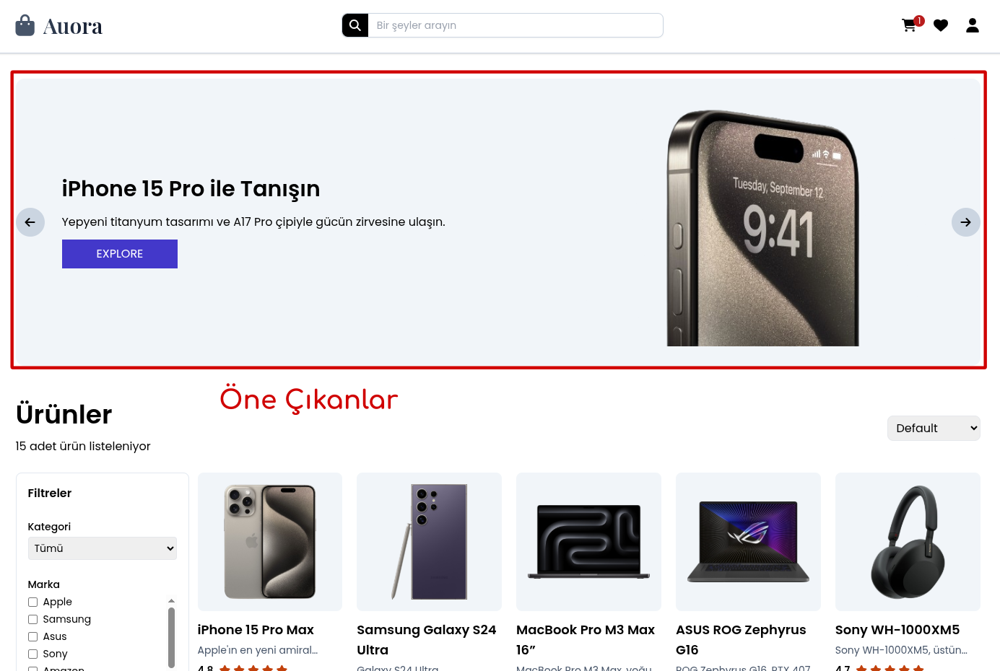 Auora
Bir şeyler arayın
1
Tuesday, September 12
9:41
iPhone 15 Pro ile Tanışın
Yepyeni titanyum tasarımı ve A17 Pro çipiyle gücün zirvesine ulaşın.
EXPLORE
Öne Çıkanlar
Ürünler
Default
15 adet ürün listeleniyor
Filtreler
Kategori
Tümü
Marka
Apple
Samsung
Asus
Sony
Amazon
iPhone 15 Pro Max
Apple'ın en yeni amiral...
4.8
Samsung Galaxy S24
Ultra
Galaxy S24 Ultra
MacBook Pro M3 Max
16”
MacBook Pro M3 Max, yoğu
ASUS ROG Zephyrus
G16
ROG Zephyrus G16, RTX 407
Sony WH-1000XM5
Sony WH-1000XM5, üstün...
4.7